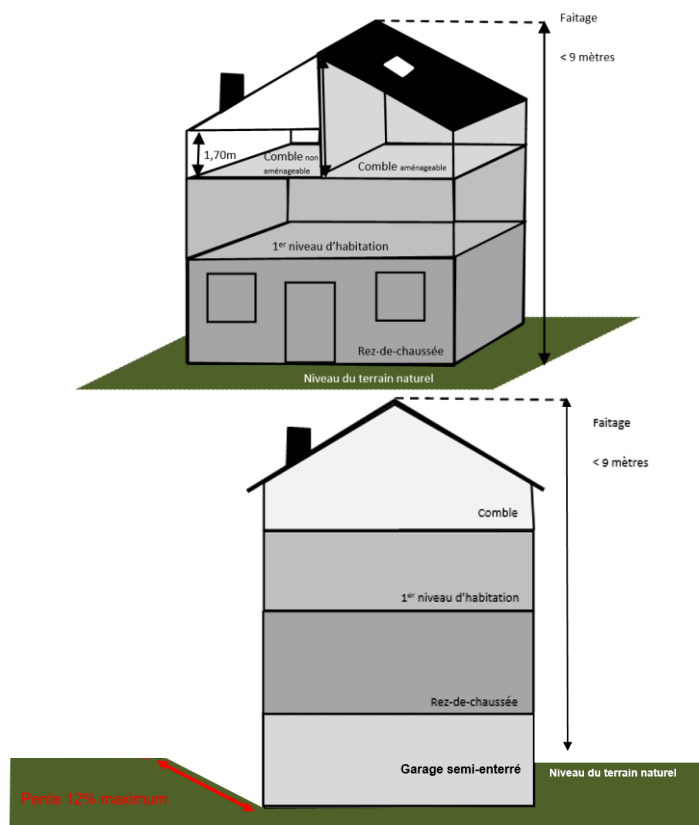 Faitage
< 9 mètres
1,70m
Comble non
aménageable
Comble aménageable
1er niveau d'habitation
Rez-de-chaussée
Niveau du terrain naturel
Faitage
< 9 mètres
Comble
1er niveau d'habitation
Rez-de-chaussée
Garage semi-enterré
Niveau du terrain naturel
Pente 12% maximum